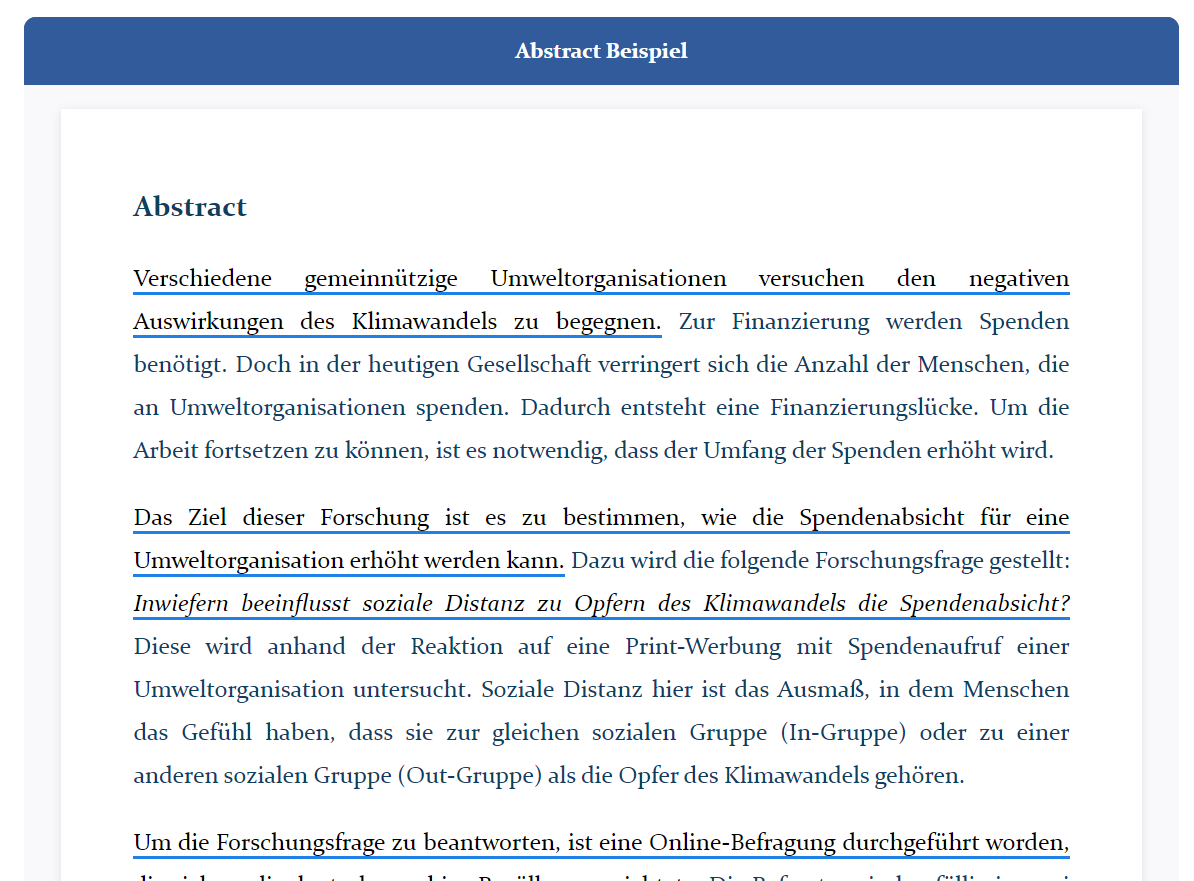 Abstract Beispiel
Abstract
Verschiedene gemeinnützige Umweltorganisationen versuchen den negativen
Auswirkungen des Klimawandels zu begegnen. Zur Finanzierung werden Spenden
benötigt. Doch in der heutigen Gesellschaft verringert sich die Anzahl der Menschen, die
an Umweltorganisationen spenden. Dadurch entsteht eine Finanzierungslücke. Um die
Arbeit fortsetzen zu können, ist es notwendig, dass der Umfang der Spenden erhöht wird.
Das Ziel dieser Forschung ist es zu bestimmen, wie die Spendenabsicht für eine
Umweltorganisation erhöht werden kann. Dazu wird die folgende Forschungsfrage gestellt:
Inwiefern beeinflusst soziale Distanz zu Opfern des Klimawandels die Spendenabsicht?
Diese wird anhand der Reaktion auf eine Print-Werbung mit Spendenaufruf einer
Umweltorganisation untersucht. Soziale Distanz hier ist das Ausmaß, in dem Menschen
das Gefühl haben, dass sie zur gleichen sozialen Gruppe (In-Gruppe) oder zu einer
anderen sozialen Gruppe (Out-Gruppe) als die Opfer des Klimawandels gehören.
Um die Forschungsfrage zu beantworten, ist eine Online-Befragung durchgeführt worden,